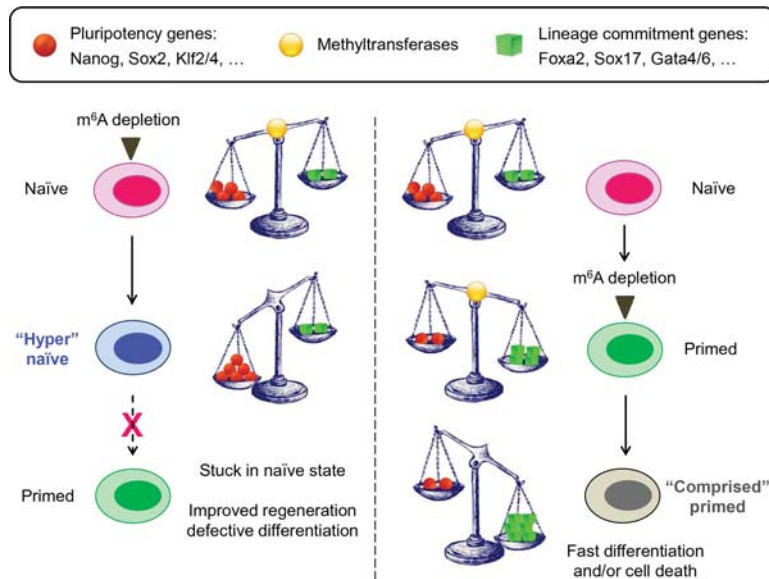 Pluripotency genes:
Nanog, Sox2, Klf2/4, …
Methyltransferases
Lineage commitment genes:
Foxa2, Sox17, Gata4/6, …
m⁶A depletion
Naïve
"Hyper"
naïve
X
Primed
Stuck in naïve state
Improved regeneration
defective differentiation
Naïve
m⁶A depletion
Primed
"Comprised"
primed
Fast differentiation
and/or cell death